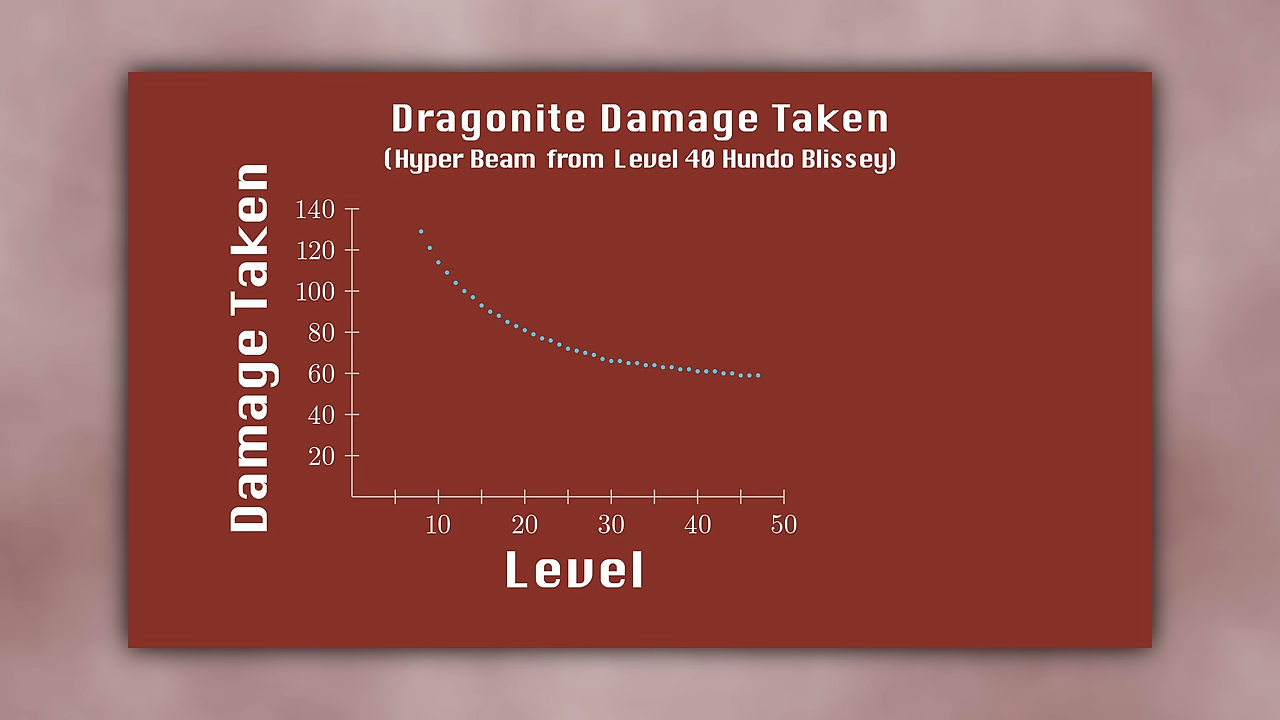 Dragonite Damage Taken
(Hyper Beam from Level 40 Hundo Blissey)
Damage Taken
140
120
100
80
60
40
20
10 20 30 40 50
Level